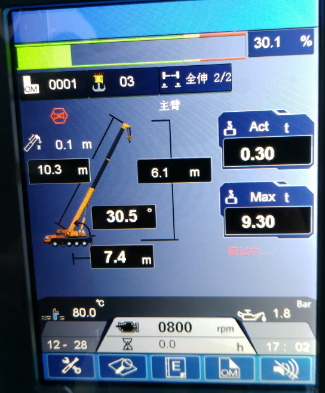 30.1 %
OM 0001 03 全伸 2/2
主臂
0.1 m
10.3 m
6.1 m
30.5 °
7.4 m
Act t
0.30
Max t
9.30
80.0 ℃
1.8 Bar
0800 rpm
12-28 0.0 h 17:02
E OM